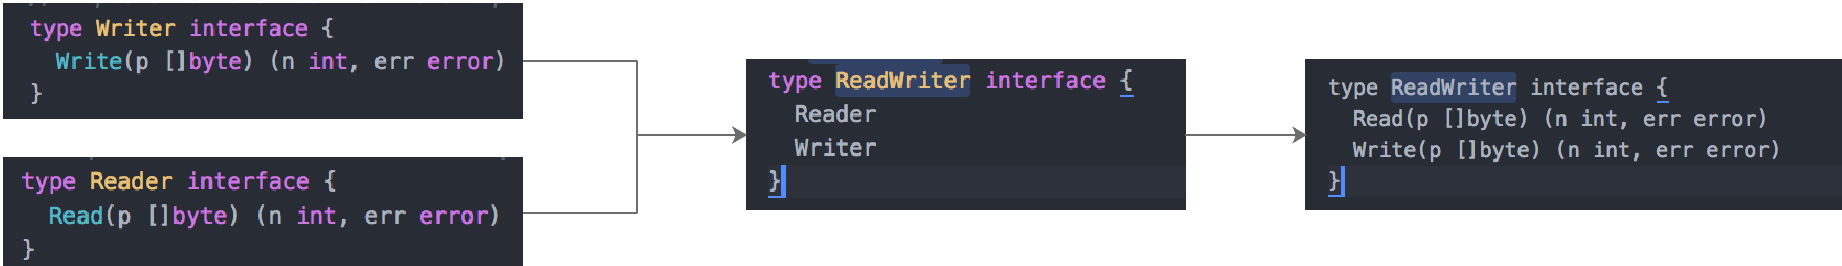 type Writer interface {
  Write(p []byte) (n int, err error)
}
type Reader interface {
  Read(p []byte) (n int, err error)
}
type ReadWriter interface {
  Reader
  Writer
}
type ReadWriter interface {
  Read(p []byte) (n int, err error)
  Write(p []byte) (n int, err error)
}